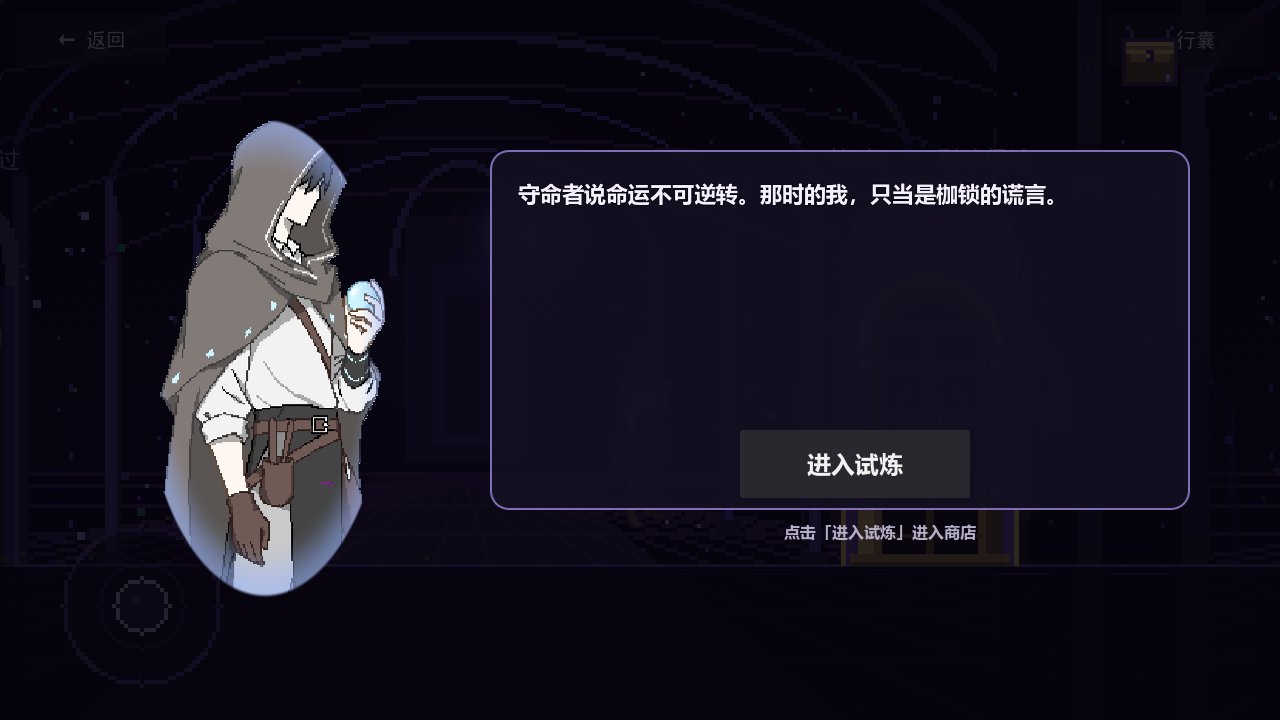 ← 返回
行囊
过
守命者说命运不可逆转。那时的我，只当是枷锁的谎言。
进入试炼
点击「进入试炼」进入商店